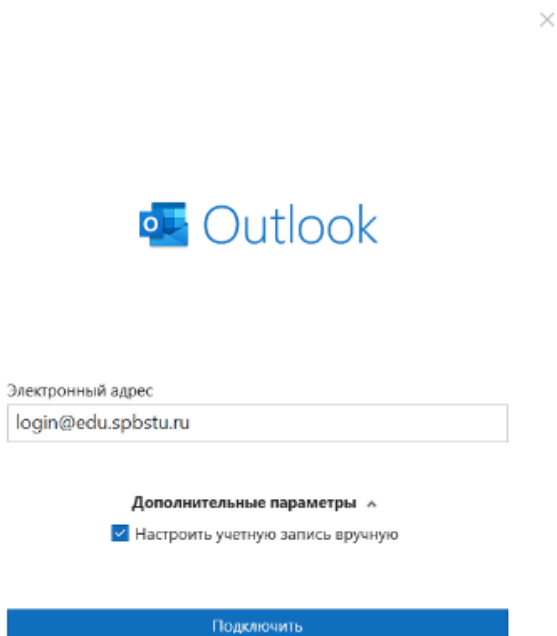 Outlook
Электронный адрес
login@edu.spbstu.ru
Дополнительные параметры
Настроить учетную запись вручную
Подключить